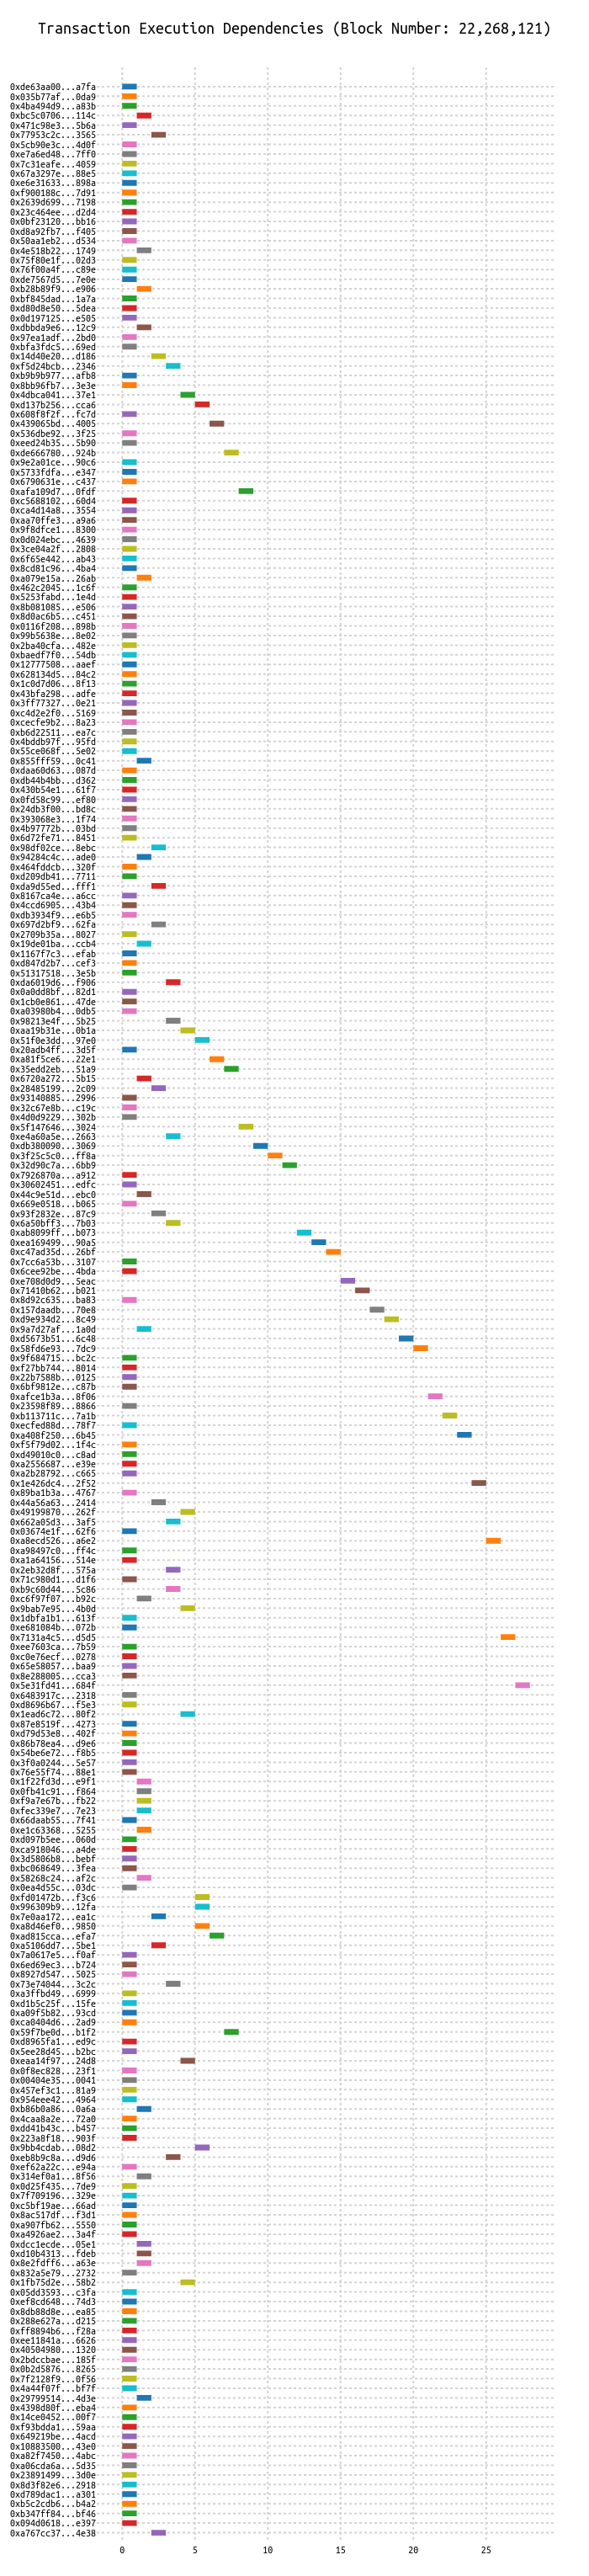 Transaction Execution Dependencies (Block Number: 22,268,121)
0xde63aa00...a7fa
0x035b77af...0da9
0x4ba494d9...a83b
0xbc5c0706...114c
0x471c98e3...5b6a
0x77953c2c...3565
0x5cb90e3c...4d0f
0xe7a6ed48...7ff0
0x7c31eafe...4059
0x67a3297e...88e5
0xe6e31633...898a
0xf900188c...7d91
0x2639d699...7198
0x23c464ee...d2d4
0x0bf23120...bb16
0xd8a92fb7...f405
0x50aa1eb2...d534
0x4e518b22...1749
0x75f80e1f...02d3
0x76f00a4f...c89e
0xde7567d5...7e0e
0xb28b89f9...e906
0xbf845dad...1a7a
0xd80d8e50...5dea
0x0d197125...e505
0xdbbda9e6...12c9
0x97ea1adf...2bd0
0xbfa3fdc5...69ed
0x14d40e20...d186
0xf5d24bcb...2346
0xb9b9b977...afb8
0x8bb96fb7...3e3e
0x4dbca041...37e1
0xd137b256...cca6
0x608f8f2f...fc7d
0x439065bd...4005
0x536dbe92...3f25
0xeed24b35...5b90
0xde666780...924b
0x9e2a01ce...90c6
0x5733fdfa...e347
0x6790631e...c437
0xafa109d7...0fdf
0xc5688102...60d4
0xca4d14a8...3554
0xaa70ffe3...a9a6
0x9f8dfce1...8300
0x0d024ebc...4639
0x3ce04a2f...2808
0x6f65e442...ab43
0x8cd81c96...4ba4
0xa079e15a...26ab
0x462c2045...1c6f
0x5253fabd...1e4d
0x8b081085...e506
0x8d0ac6b5...c451
0x0116f208...898b
0x99b5638e...8e02
0x2ba40cfa...482e
0xbaedf7f0...54db
0x12777508...aaef
0x628134d5...84c2
0x1c0d7d06...8f13
0x43bfa298...adfe
0x3ff77327...0e21
0xc4d2e2f0...5169
0xcecfe9b2...8a23
0xb6d22511...ea7c
0x4bddb97f...95fd
0x55ce068f...5e02
0x855fff59...0c41
0xdaa60d63...087d
0xdb44b4bb...d362
0x430b54e1...61f7
0x0fd58c99...ef80
0x24db3f00...bd8c
0x393068e3...1f74
0x4b97772b...03bd
0x6d72fe71...8451
0x98df02ce...8ebc
0x94284c4c...ade0
0x464fddcb...320f
0xd209db41...7711
0xda9d55ed...fff1
0x8167ca4e...a6cc
0x4ccd6905...43b4
0xdb3934f9...e6b5
0x697d2bf9...62fa
0x2709b35a...8027
0x19de01ba...ccb4
0x1167f7c3...efab
0xd847d2b7...cef3
0x51317518...3e5b
0xda6019d6...f906
0x0a0dd8bf...82d1
0x1cb0e861...47de
0xa03980b4...0db5
0x98213e4f...5b25
0xaa19b31e...0b1a
0x51f0e3dd...97e0
0x20adb4ff...3d5f
0xa81f5ce6...22e1
0x35edd2eb...51a9
0x6720a272...5b15
0x28485199...2c09
0x93140885...2996
0x32c67e8b...c19c
0x4d0d9229...302b
0x5f147646...3024
0xe4a60a5e...2663
0xdb380090...3069
0x3f25c5c0...ff8a
0x32d90c7a...6bb9
0x7926870a...a912
0x30602451...edfc
0x44c9e51d...ebc0
0x669e0518...b065
0x93f2832e...87c9
0x6a50bff3...7b03
0xab8099ff...b073
0xea169499...90a5
0xc47ad35d...26bf
0x7cc6a53b...3107
0x6cee92be...4bda
0xe708d0d9...5eac
0x71410b62...b021
0x8d92c635...ba83
0x157daadb...70e8
0xd9e934d2...8c49
0x9a7d27af...1a0d
0xd5673b51...6c48
0x58fd6e93...7dc9
0x9f684715...bc2c
0xf27bb744...8014
0x22b7588b...0125
0x6bf9812e...c87b
0xafce1b3a...8f06
0x23598f89...8866
0xb113711c...7a1b
0xecfed88d...78f7
0xa408f250...6b45
0xf5f79d02...1f4c
0xd49010c0...c8ad
0xa2556687...e39e
0xa2b28792...c665
0x1e426dc4...2f52
0x89ba1b3a...4767
0x44a56a63...2414
0x49199870...262f
0x662a05d3...3af5
0x03674e1f...62f6
0xa8ecd526...a6e2
0xa98497c0...ff4c
0xa1a64156...514e
0x2eb32d8f...575a
0x71c980d1...d1f6
0xb9c60d44...5c86
0xc6f97f07...b92c
0x9bab7e95...4b0d
0x1dbfa1b1...613f
0xe681084b...072b
0x7131a4c5...d5d5
0xee7603ca...7b59
0xc0e76ecf...0278
0x65e58057...baa9
0x8e288005...cca3
0x5e31fd41...684f
0x6483917c...2318
0xd8696b67...f5e3
0x1ead6c72...80f2
0x87e8519f...4273
0xd79d53e8...402f
0x86b78ea4...d9e6
0x54be6e72...f8b5
0x3f0a0244...5e57
0x76e55f74...88e1
0x1f22fd3d...e9f1
0x0fb41c91...f864
0xf9a7e67b...fb22
0xfec339e7...7e23
0x66daab55...7f41
0xe1c63368...5255
0xd097b5ee...060d
0xca918046...a4de
0x3d5806b8...bebf
0xbc068649...3fea
0x58268c24...af2c
0x0ea4d55c...03dc
0xfd01472b...f3c6
0x996309b9...12fa
0x7e0aa172...ea1c
0xa8d46ef0...9850
0xad815cca...efa7
0xa5106dd7...5be1
0x7a0617e5...f0af
0x6ed69ec3...b724
0x8927d547...5025
0x73e74044...3c2c
0xa3ffbd49...6999
0xd1b5c25f...15fe
0xa09f5b82...93cd
0xca0404d6...2ad9
0x59f7be0d...b1f2
0xd8965fa1...ed9c
0x5ee28d45...b2bc
0xeaa14f97...24d8
0x0f8ec828...23f1
0x00404e35...0041
0x457ef3c1...81a9
0x954eee42...4964
0xb86b0a86...0a6a
0x4caa8a2e...72a0
0xdd41b43c...b457
0x223a8f18...903f
0x9bb4cdab...08d2
0xeb8b9c8a...d9d6
0xef62a22c...e94a
0x314ef0a1...8f56
0x0d25f435...7de9
0x7f709196...329e
0xc5bf19ae...66ad
0x8ac517df...f3d1
0xa907fb62...5550
0xa4926ae2...3a4f
0xdcc1ecde...05e1
0xd10b4313...fdeb
0x8e2fdff6...a63e
0x832a5e79...2732
0x1fb75d2e...58b2
0x05dd3593...c3fa
0xef8cd648...74d3
0x8db88d8e...ea85
0x288e627a...d215
0xff8894b6...f28a
0xee11841a...6626
0x40504980...1320
0x2bdccbae...185f
0x0b2d5876...8265
0x7f2128f9...0f56
0x4a44f07f...bf7f
0x29799514...4d3e
0x4398d80f...eba4
0x14ce0452...00f7
0xf93bdda1...59aa
0x649219be...4acd
0x10883500...43e0
0xa82f7450...4abc
0xa06cda6a...5d35
0x23891499...3d0e
0x8d3f82e6...2918
0xd789dac1...a301
0xb5c2cdb6...b4a2
0xb347ff84...bf46
0x094d0618...e397
0xa767cc37...4e38
0 5 10 15 20 25